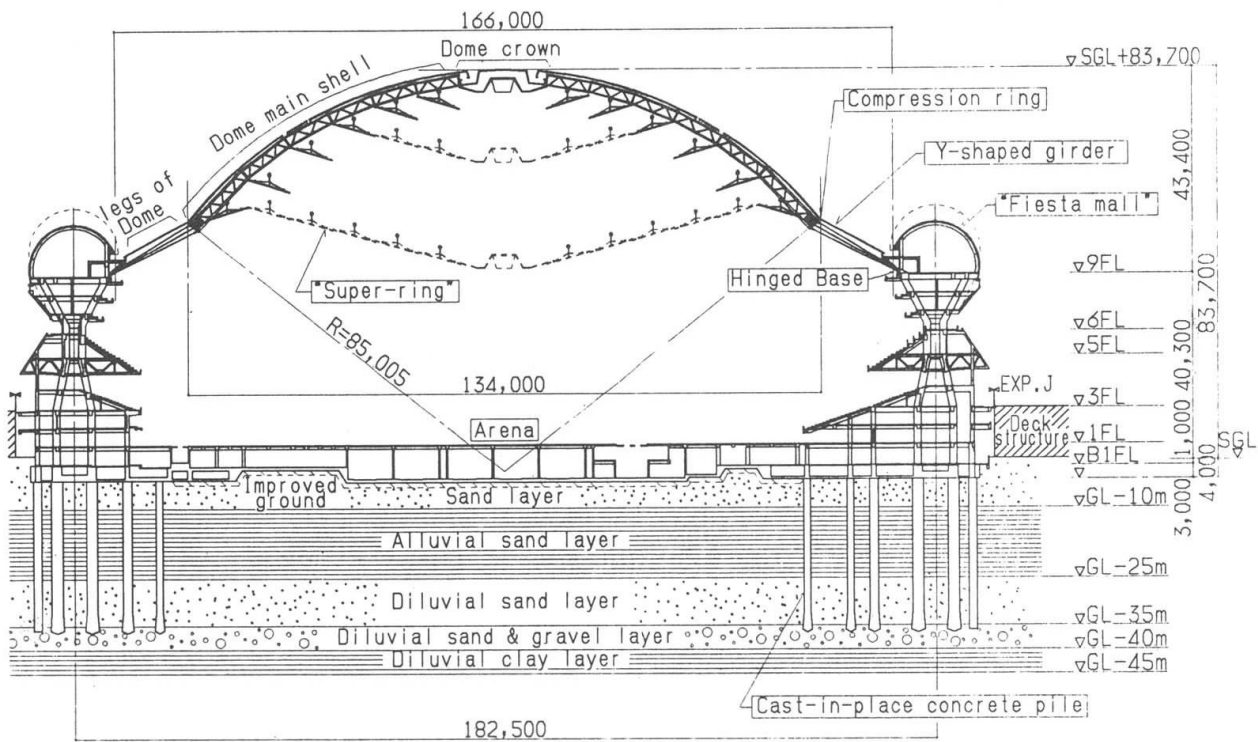 166,000
Dome crown
▽SGL+83,700
Dome main shell
Compression ring
Y-shaped girder
43,400
legs of
Dome
"Fiesta mall"
"Super-ring"
Hinged Base
▽9FL
83,700
R=85,005
▽6FL
▽5FL
40,300
134,000
EXP.J
▽3FL
Arena
Deck
structure
▽1FL
SGL
▽
1,000
▽B1FL
▽
4,000
Improved
ground
Sand layer
▽GL-10m
3,000
Alluvial sand layer
▽GL-25m
Diluvial sand layer
▽GL-35m
Diluvial sand & gravel layer
▽GL-40m
Diluvial clay layer
▽GL-45m
Cast-in-place concrete pile
182,500